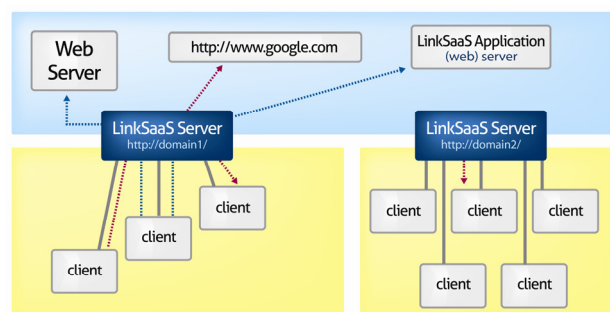 Web
Server
http://www.google.com
LinkSaaS Application
(web) server
LinkSaaS Server
http://domain1/
LinkSaaS Server
http://domain2/
client
client
client
client
client
client
client
client